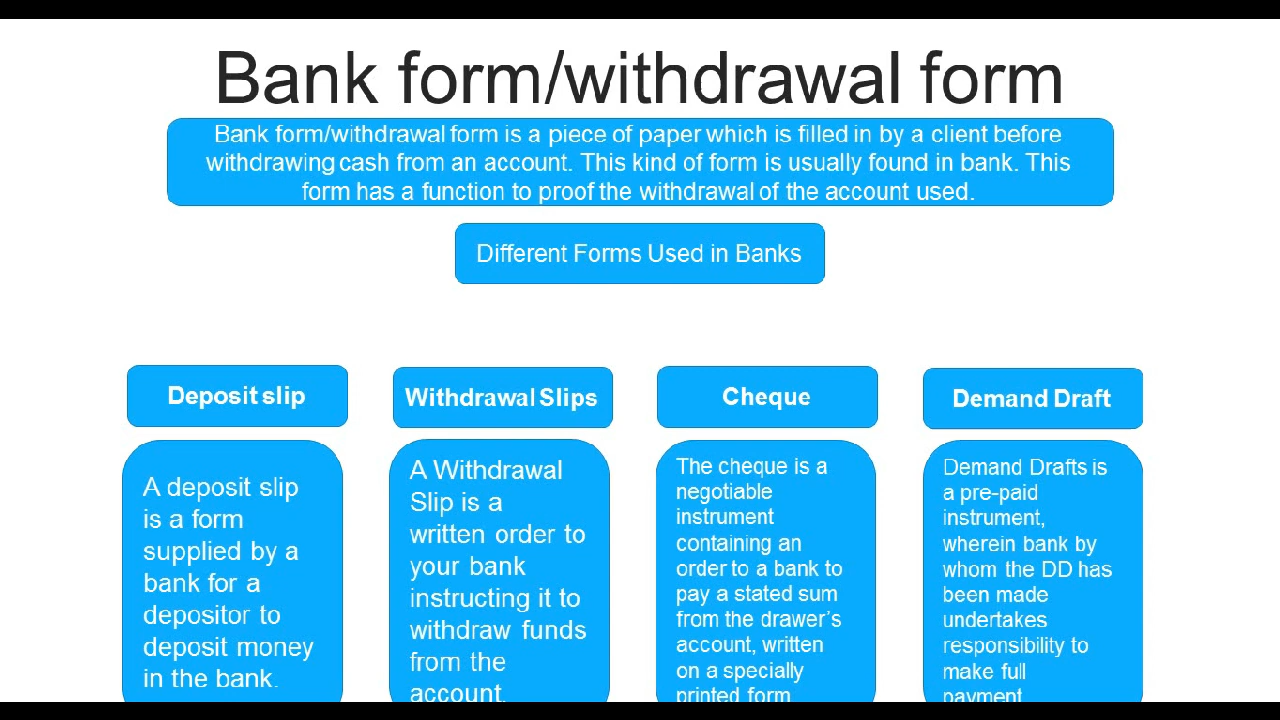 Bank form/withdrawal form
Bank form/withdrawal form is a piece of paper which is filled in by a client before
withdrawing cash from an account. This kind of form is usually found in bank. This
form has a function to proof the withdrawal of the account used.
Different Forms Used in Banks
Deposit slip
A deposit slip
is a form
supplied by a
bank for a
depositor to
deposit money
in the bank.
Withdrawal Slips
A Withdrawal
Slip is a
written order to
your bank
instructing it to
withdraw funds
from the
account.
Cheque
The cheque is a
negotiable
instrument
containing an
order to a bank to
pay a stated sum
from the drawer’s
account, written
on a specially
printed form
Demand Draft
Demand Drafts is
a pre-paid
instrument,
wherein bank by
whom the DD has
been made
undertakes
responsibility to
make full
payment